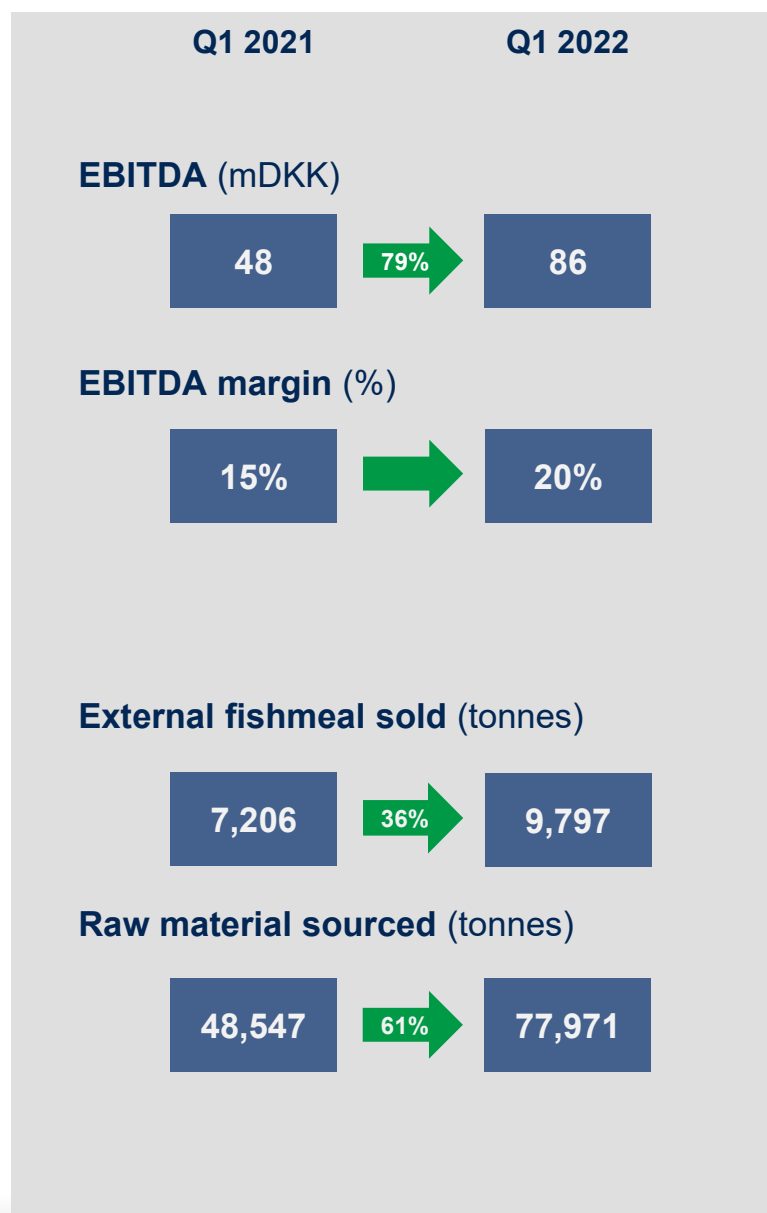 Q1 2021 Q1 2022
EBITDA (mDKK)
48 79% 86
EBITDA margin (%)
15% 20%
External fishmeal sold (tonnes)
7,206 36% 9,797
Raw material sourced (tonnes)
48,547 61% 77,971